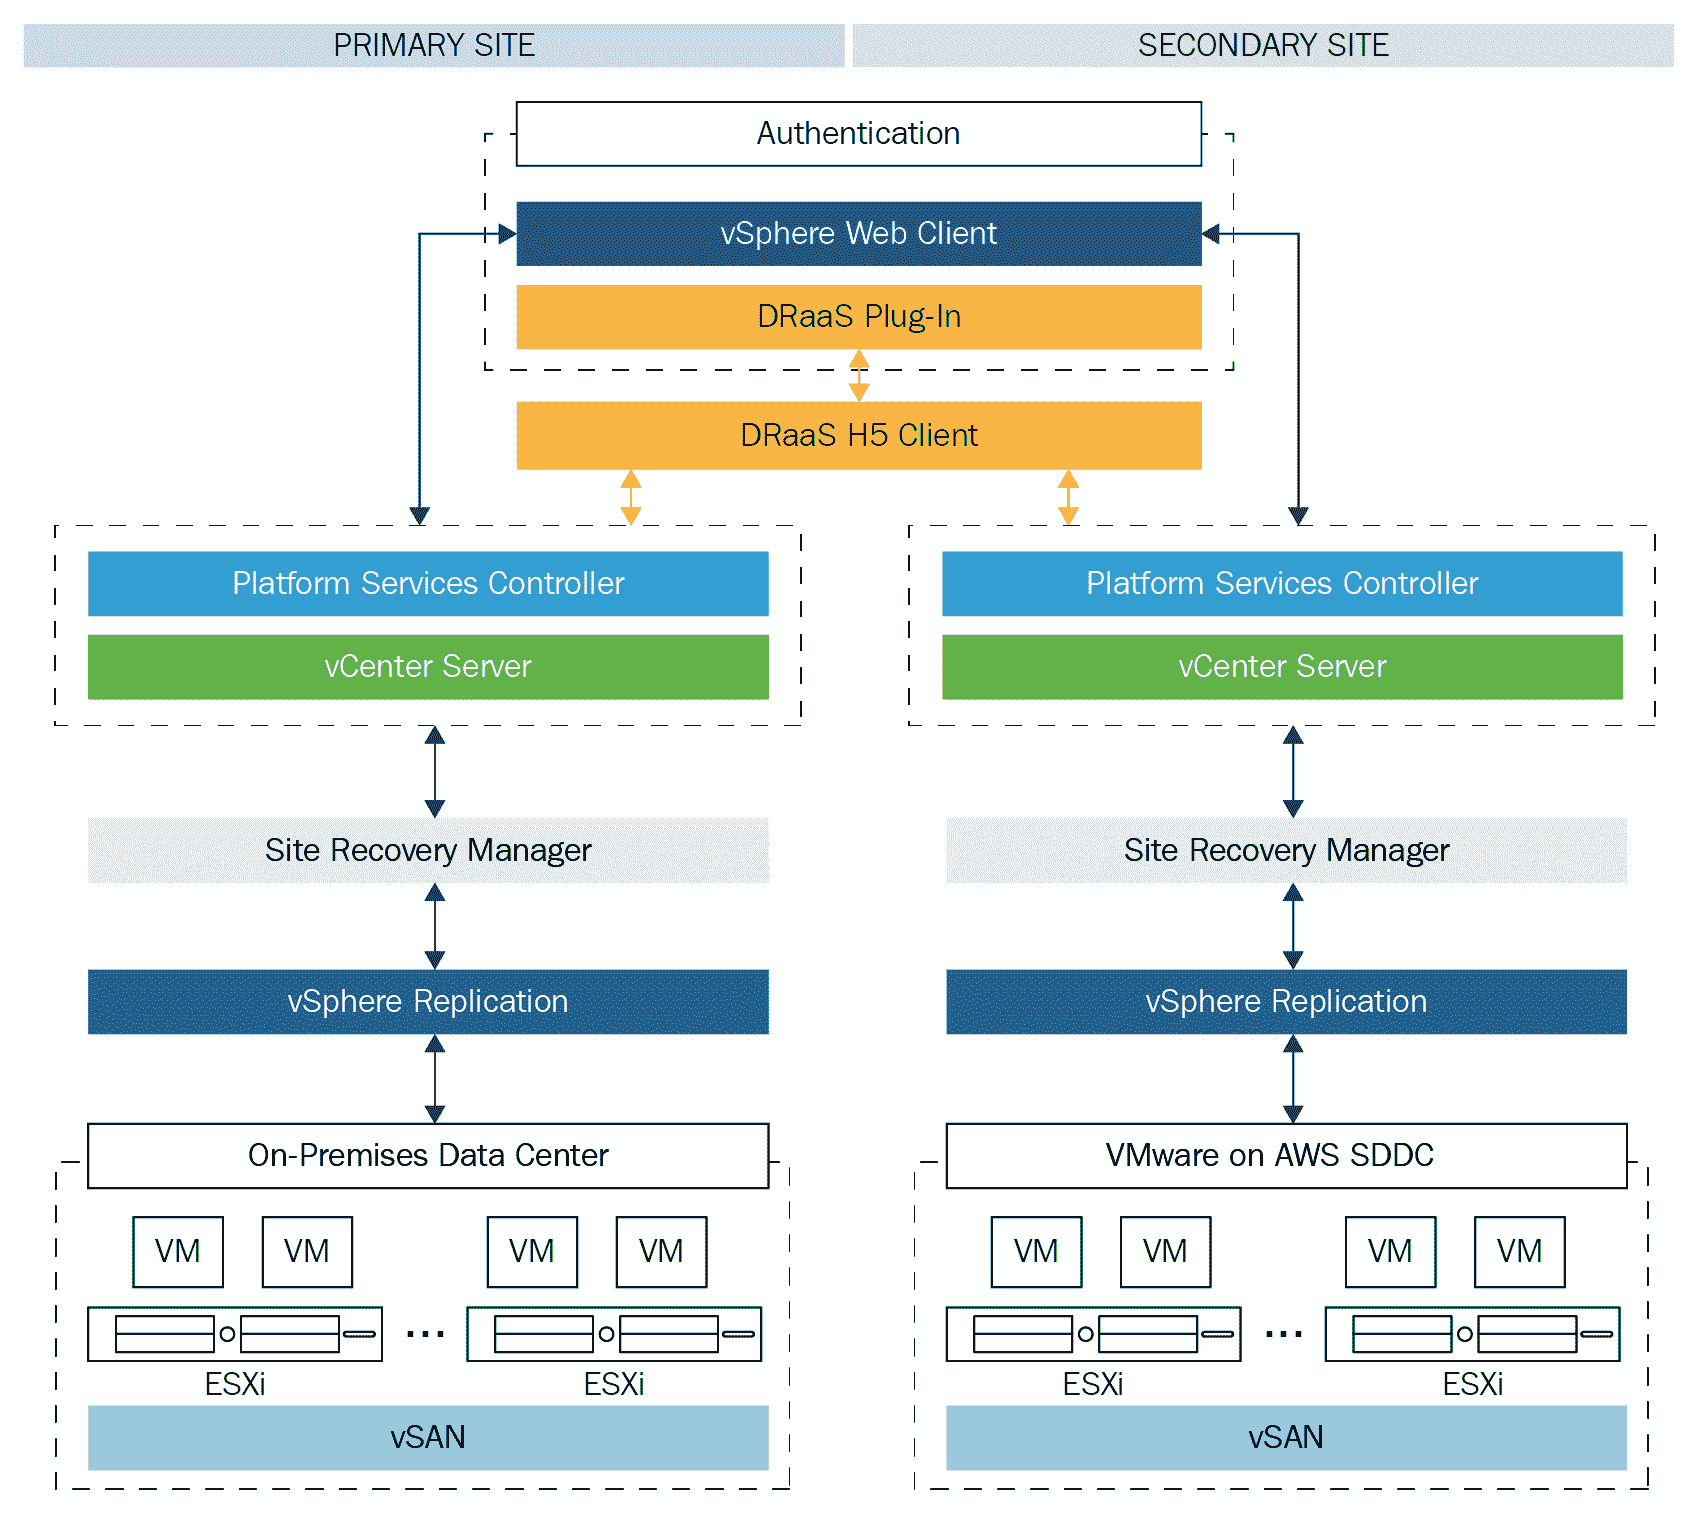 PRIMARY SITE
SECONDARY SITE
Authentication
vSphere Web Client
DRaaS Plug-In
DRaaS H5 Client
Platform Services Controller
vCenter Server
Platform Services Controller
vCenter Server
Site Recovery Manager
Site Recovery Manager
vSphere Replication
vSphere Replication
On-Premises Data Center
VM VM VM VM
...
ESXi ESXi
vSAN
VMware on AWS SDDC
VM VM VM VM
...
ESXi ESXi
vSAN